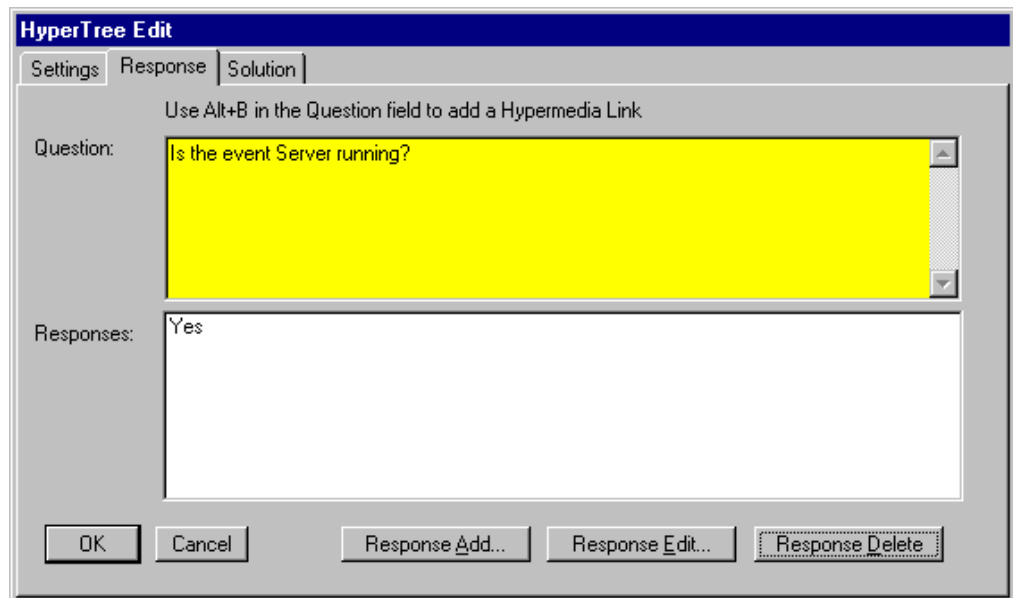 HyperTree Edit
Settings Response Solution
Use Alt+B in the Question field to add a Hypermedia Link
Question: Is the event Server running?
Responses: Yes
OK Cancel Response Add... Response Edit... Response Delete